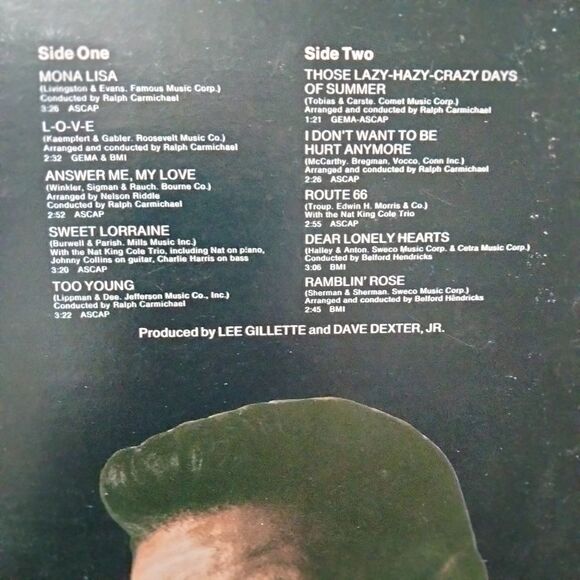 Side One
MONA LISA
(Livingston & Evans. Famous Music Corp.)
Conducted by Ralph Carmichael
3:26 ASCAP
L-O-V-E
(Kaempfert & Gabler. Roosevelt Music Co.)
Arranged and conducted by Ralph Carmichael
2:32 GEMA & BMI
ANSWER ME, MY LOVE
(Winkler, Sigman & Rauch. Bourne Co.)
Arranged by Nelson Riddle
Conducted by Ralph Carmichael
2:52 ASCAP
SWEET LORRAINE
(Burwell & Parish. Mills Music Inc.)
With the Nat King Cole Trio, including Nat on piano,
Johnny Collins on guitar, Charlie Harris on bass
3:20 ASCAP
TOO YOUNG
(Lippman & Dee. Jefferson Music Co., Inc.)
Conducted by Ralph Carmichael
3:22 ASCAP
Side Two
THOSE LAZY-HAZY-CRAZY DAYS
OF SUMMER
(Tobias & Carste. Comet Music Corp.)
Arranged and conducted by Ralph Carmichael
1:21 GEMA-ASCAP
I DON'T WANT TO BE
HURT ANYMORE
(McCarthy. Bregman, Vocco, Conn Inc.)
Arranged and conducted by Ralph Carmichael
2:26 ASCAP
ROUTE 66
(Troup. Edwin H. Morris & Co.)
With the Nat King Cole Trio
2:55 ASCAP
DEAR LONELY HEARTS
(Halley & Anton. Sweco Music Corp. & Cetra Music Corp.)
Conducted by Belford Hendricks
3:06 BMI
RAMBLIN' ROSE
(Sherman & Sherman. Sweco Music Corp.)
Arranged and conducted by Belford Hendricks
2:45 BMI
Produced by LEE GILLETTE and DAVE DEXTER, JR.